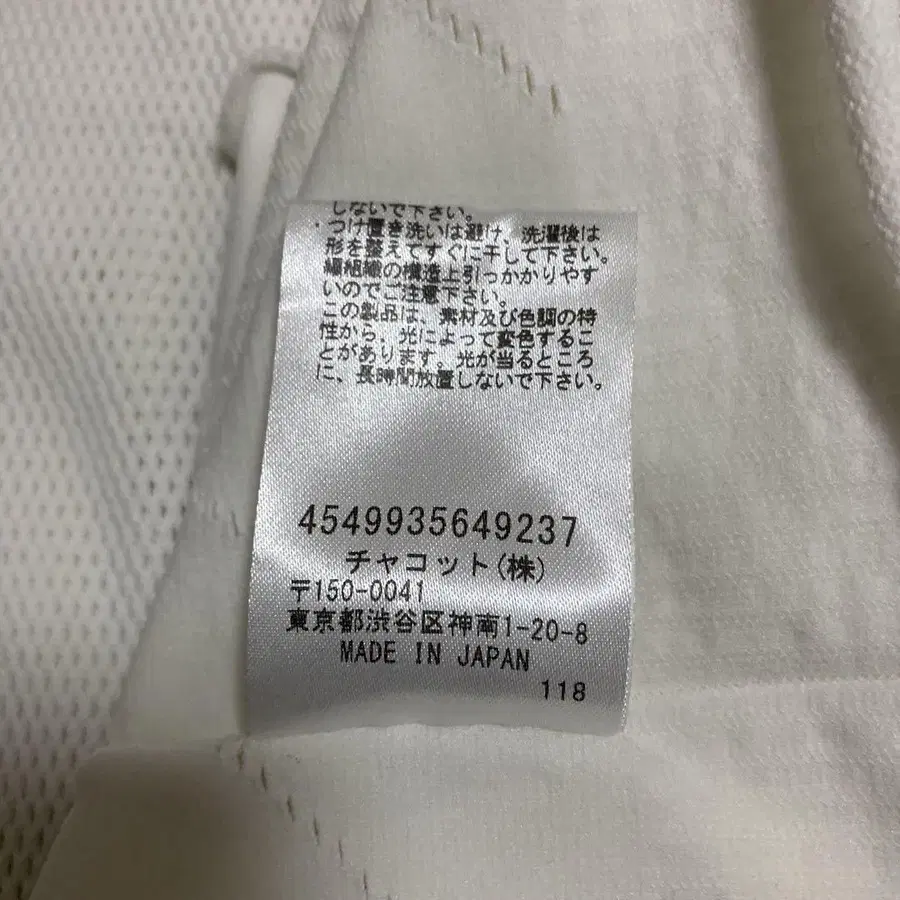 しないで下さい。
・つけ置き洗いは避け、洗濯後は
形を整えてすぐに干して下さい。
編組織の構造上引っかかりやす
いのでご注意下さい。
この製品は、素材及び色調の特
性から、光によって変色するこ
とがあります。光が当るところ
に、長時間放置しないで下さい。
4549935649237
チャコット(株)
〒150-0041
東京都渋谷区神南1-20-8
MADE IN JAPAN
118